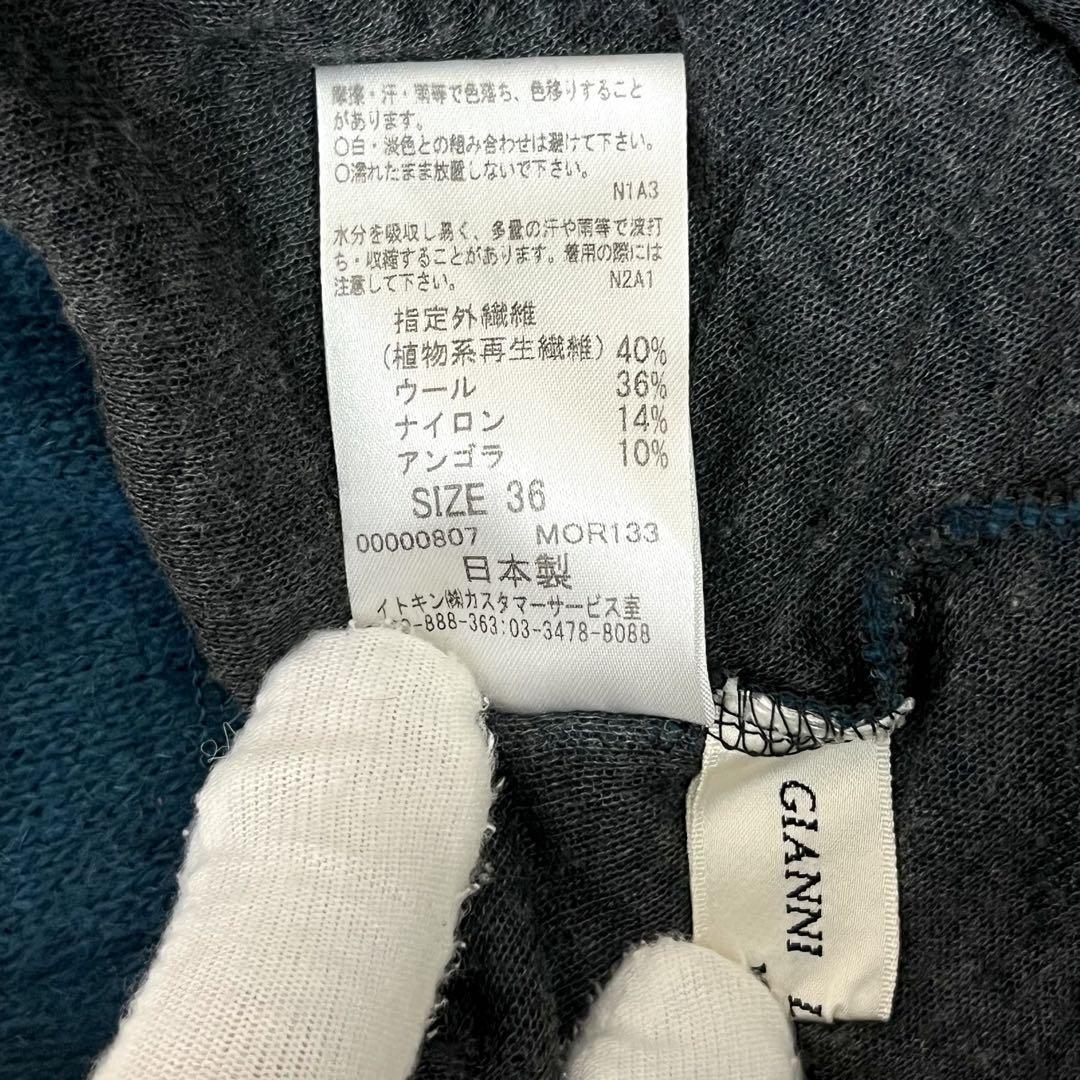 摩擦・汗・雨等で色落ち、色移りすること
があります。
○白・淡色との組み合わせは避けて下さい。
○濡れたまま放置しないで下さい。
N1A3
水分を吸収し易く、多量の汗や雨等で波打
ち・収縮することがあります。着用の際には
注意して下さい。 N2A1
指定外繊維
(植物系再生繊維) 40%
ウール 36%
ナイロン 14%
アンゴラ 10%
SIZE 36
00000807 MOR133
日本製
イトキン㈱カスタマーサービス室
-888-363:03-3478-8088
GIANNI L